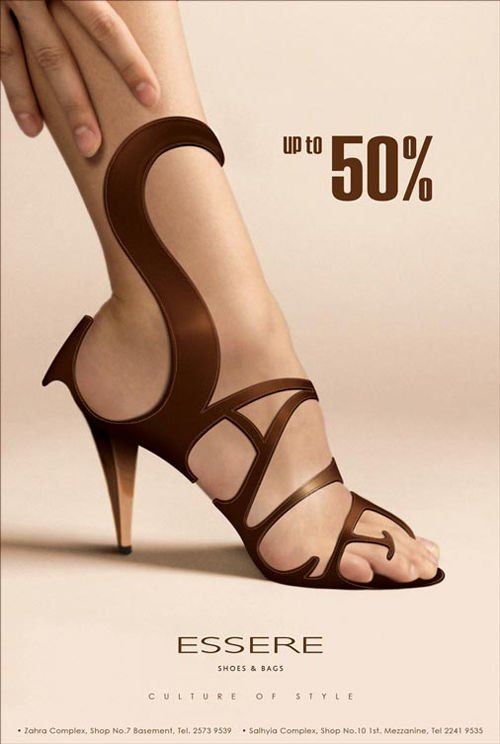 up to 50%
SALE
ESSERE
SHOES & BAGS
CULTURE OF STYLE
• Zahra Complex, Shop No.7 Basement, Tel. 2573 9539 • Salhyia Complex, Shop No.10 1st. Mezzanine, Tel 2241 9535